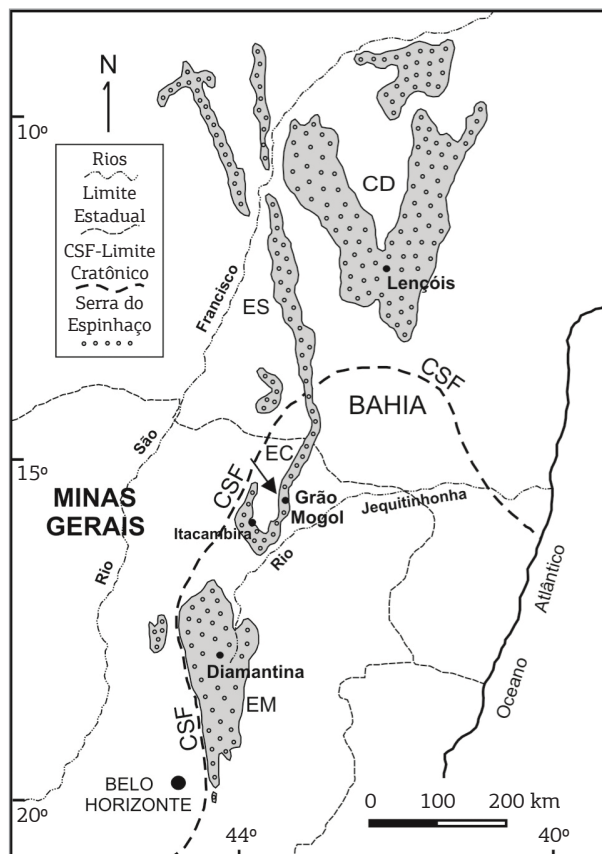 N
10º
Rios
Limite
Estadual
CSF-Limite
Cratônico
Serra do
Espinhaço
CD
Lençóis
Francisco
ES
CSF
BAHIA
São
15º
EC
CSF
MINAS
GERAIS
Grão
Mogol
Jequitinhonha
Itacambira
Rio
Rio
Atlântico
Oceano
Diamantina
EM
CSF
BELO
HORIZONTE
0 100 200 km
20º
44º
40º